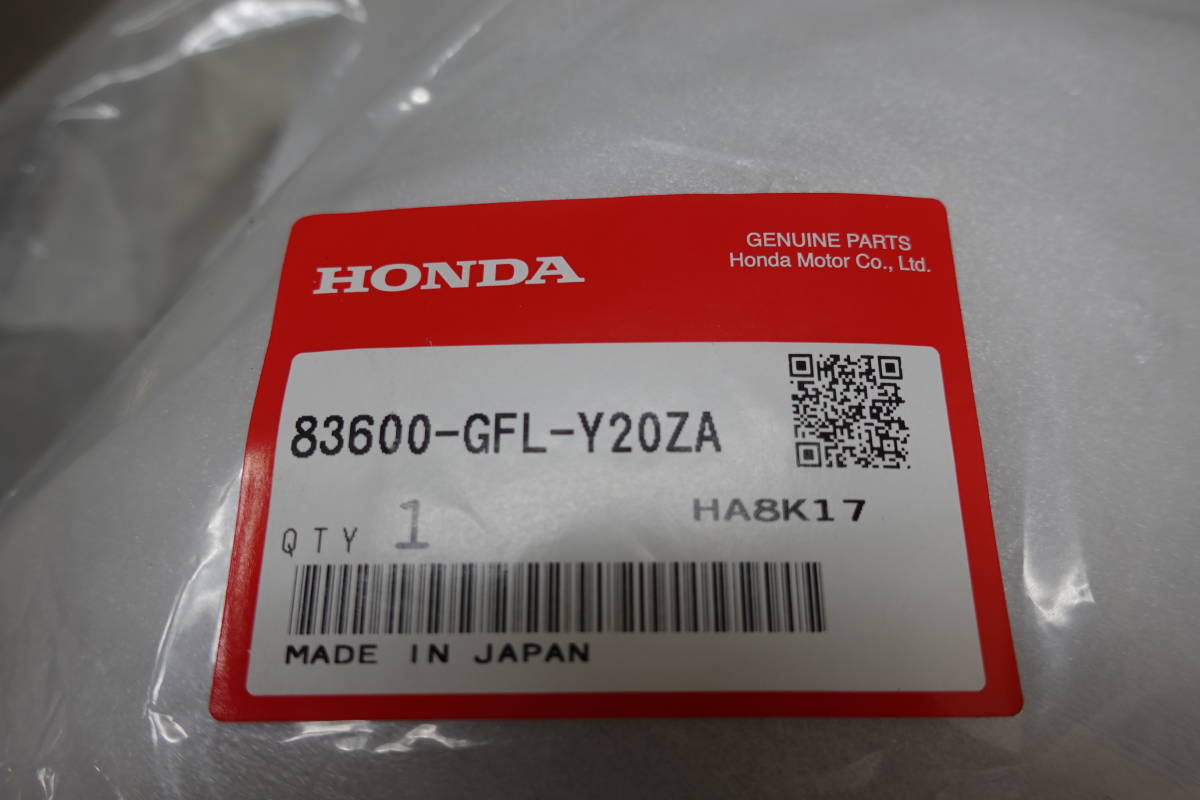 HONDA
GENUINE PARTS
Honda Motor Co., Ltd.
83600-GFL-Y20ZA
HA8K17
QTY 1
MADE IN JAPAN